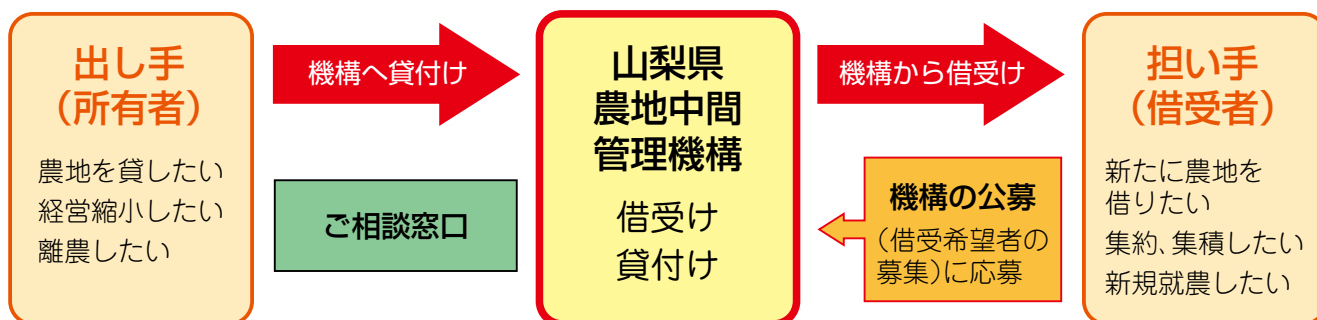 出し手
（所有者）
農地を貸したい
経営縮小したい
離農したい
機構へ貸付け
ご相談窓口
山梨県
農地中間
管理機構
借受け
貸付け
機構から借受け
機構の公募
（借受希望者の
募集）に応募
担い手
（借受者）
新たに農地を
借りたい
集約、集積したい
新規就農したい